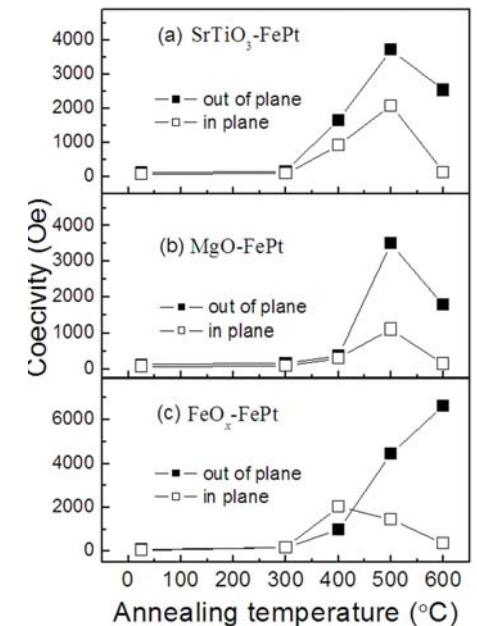 (a) SrTiO3-FePt
4000
3000
2000
1000
0
out of plane
in plane
(b) MgO-FePt
4000
3000
2000
1000
0
out of plane
in plane
(c) FeOx-FePt
6000
4000
2000
0
out of plane
in plane
Coecivity (Oe)
0 100 200 300 400 500 600
Annealing temperature (°C)